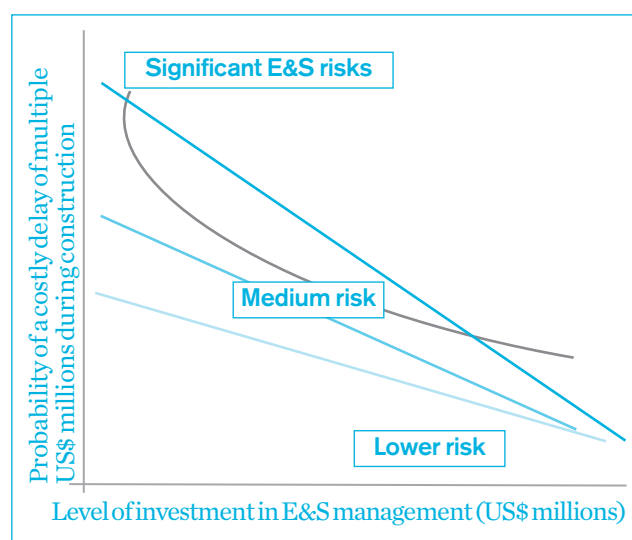 Significant E&S risks
Medium risk
Lower risk
Probability of a costly delay of multiple
US$ millions during construction
Level of investment in E&S management (US$ millions)